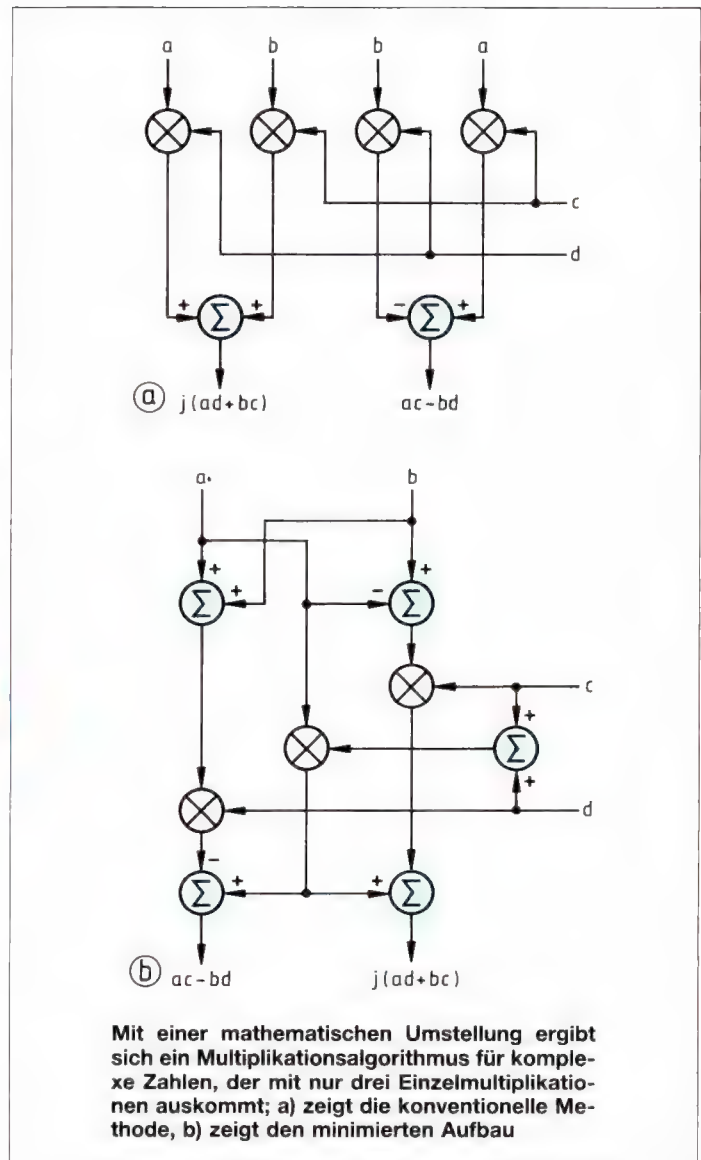 a b b a
c
d
+ + - +
Σ Σ
ⓐ j(ad+bc) ac-bd
a. b
+ + - +
Σ Σ
c
+
Σ
+
d
- + +
Σ Σ
ⓑ ac-bd j(ad+bc)
Mit einer mathematischen Umstellung ergibt
sich ein Multiplikationsalgorithmus für komple-
xe Zahlen, der mit nur drei Einzelmultiplikatio-
nen auskommt; a) zeigt die konventionelle Me-
thode, b) zeigt den minimierten Aufbau